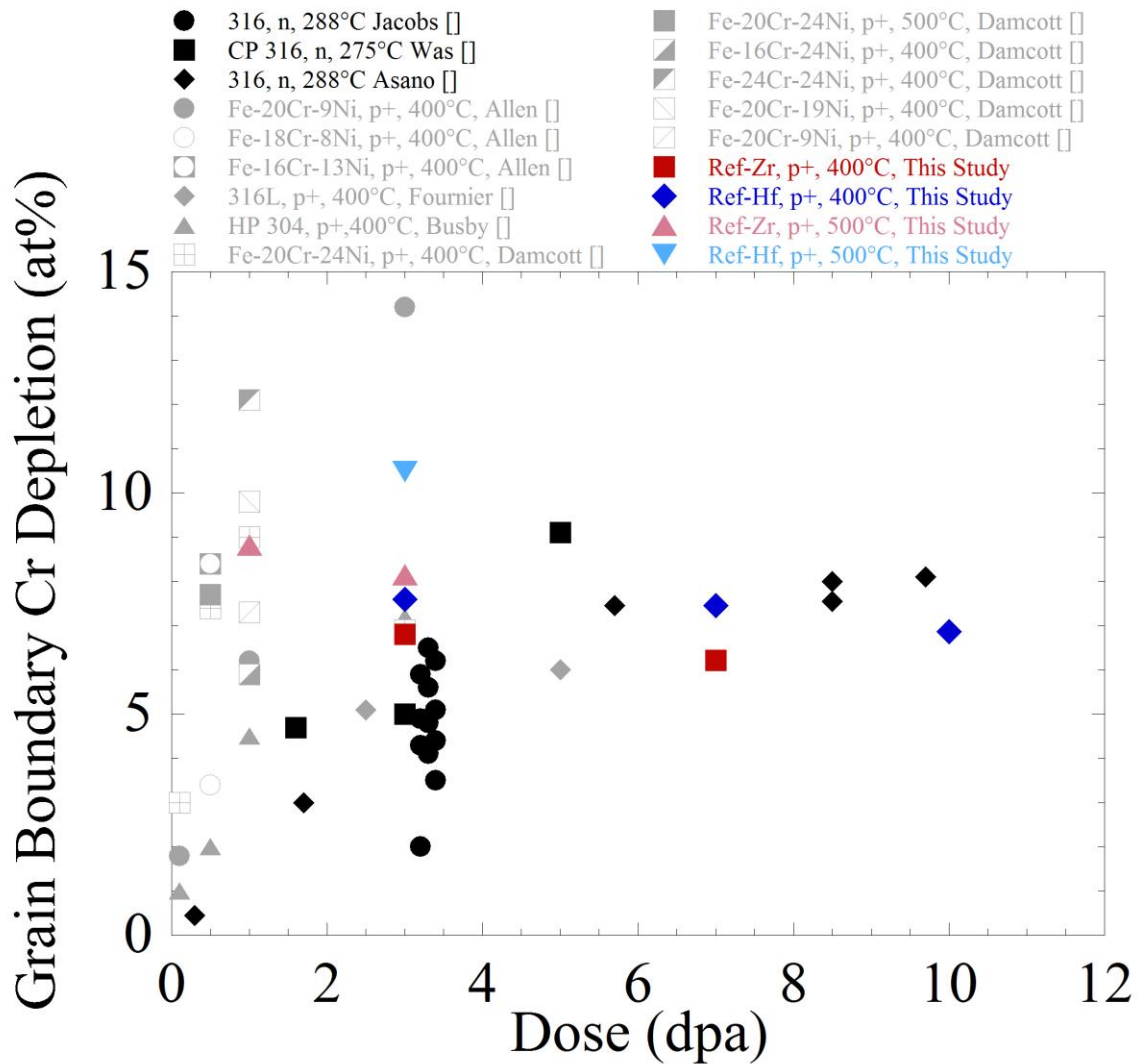 316, n, 288°C Jacobs []
CP 316, n, 275°C Was []
316, n, 288°C Asano []
Fe-20Cr-9Ni, p+, 400°C, Allen []
Fe-18Cr-8Ni, p+, 400°C, Allen []
Fe-16Cr-13Ni, p+, 400°C, Allen []
316L, p+, 400°C, Fournier []
HP 304, p+,400°C, Busby []
Fe-20Cr-24Ni, p+, 400°C, Damcott []
Fe-20Cr-24Ni, p+, 500°C, Damcott []
Fe-16Cr-24Ni, p+, 400°C, Damcott []
Fe-24Cr-24Ni, p+, 400°C, Damcott []
Fe-20Cr-19Ni, p+, 400°C, Damcott []
Fe-20Cr-9Ni, p+, 400°C, Damcott []
Ref-Zr, p+, 400°C, This Study
Ref-Hf, p+, 400°C, This Study
Ref-Zr, p+, 500°C, This Study
Ref-Hf, p+, 500°C, This Study
Grain Boundary Cr Depletion (at%)
15
10
5
0
0 2 4 6 8 10 12
Dose (dpa)